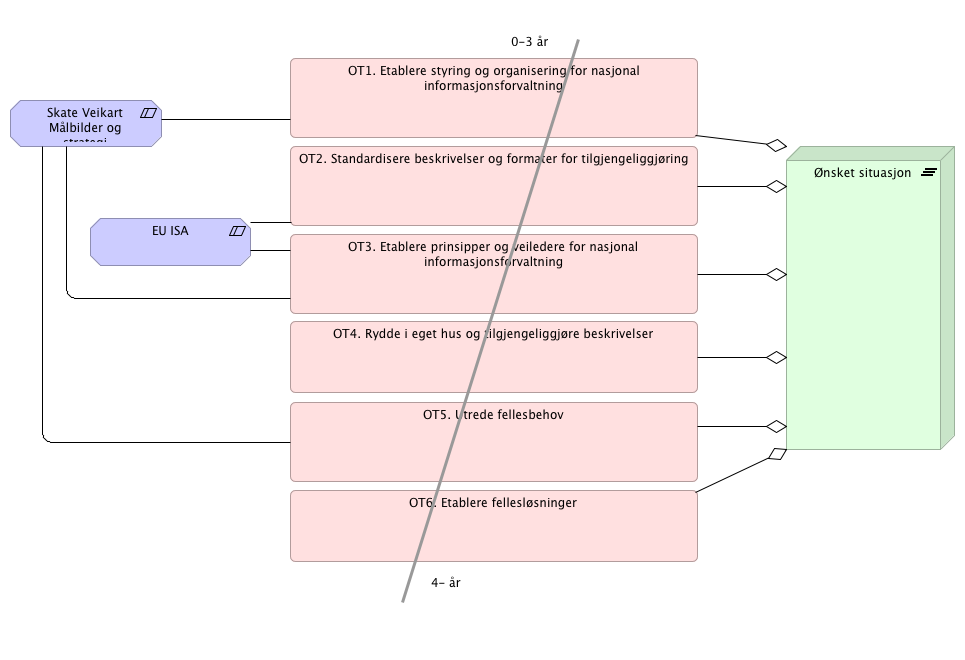 0-3 år
OT1. Etablere styring og organisering for nasjonal
informasjonsforvaltning
Skate Veikart
Målbilder og
strategi
OT2. Standardisere beskrivelser og formater for tilgjengeliggjøring
Ønsket situasjon
EU ISA
OT3. Etablere prinsipper og veiledere for nasjonal
informasjonsforvaltning
OT4. Rydde i eget hus og tilgjengeliggjøre beskrivelser
OT5. Utrede fellesbehov
OT6. Etablere fellesløsninger
4- år